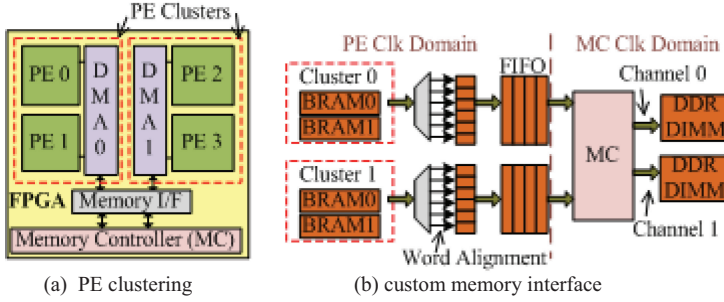 PE Clusters
PE 0
PE 1
D
M
A
0
D
M
A
1
PE 2
PE 3
FPGA
Memory I/F
Memory Controller (MC)
(a) PE clustering
PE Clk Domain
MC Clk Domain
Cluster 0
BRAM0
BRAM1
FIFO
Channel 0
DDR
DIMM
MC
Cluster 1
BRAM0
BRAM1
DDR
DIMM
Word Alignment
Channel 1
(b) custom memory interface